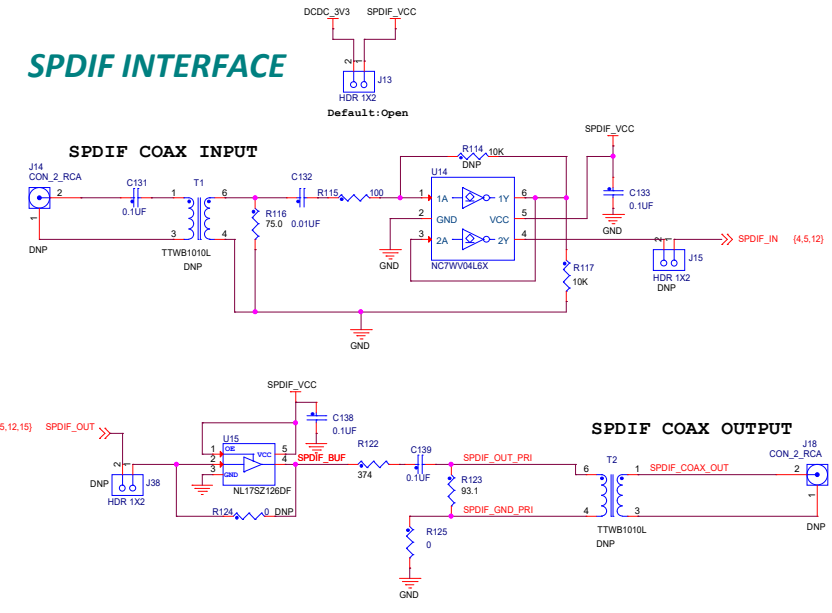 DCDC_3V3
SPDIF_VCC
SPDIF INTERFACE
2
1
J13
HDR 1X2
Default:Open
SPDIF COAX INPUT
SPDIF_VCC
R114
10K
DNP
J14
CON_2_RCA
C131
T1
C132
U14
2
1
6
R115
100
1
1A
1Y
6
C133
0.1UF
R116
75.0
0.01UF
2
GND
VCC
5
0.1UF
GND
1
3
4
3
2A
2Y
4
2
1
SPDIF_IN
{4,5,12}
DNP
TTWB1010L
DNP
GND
NC7WV04L6X
R117
10K
J15
HDR 1X2
DNP
GND
SPDIF_VCC
C138
0.1UF
5,12,15}
SPDIF_OUT
SPDIF COAX OUTPUT
U15
1
OE
VCC
5
2
4
SPDIF_BUF
R122
374
C139
0.1UF
SPDIF_OUT_PRI
T2
J18
CON_2_RCA
6
1
SPDIF_COAX_OUT
2
2
1
3
GND
DNP
J38
HDR 1X2
NL17SZ126DF
R123
93.1
R124
0
DNP
SPDIF_GND_PRI
4
3
1
R125
0
TTWB1010L
DNP
DNP
GND